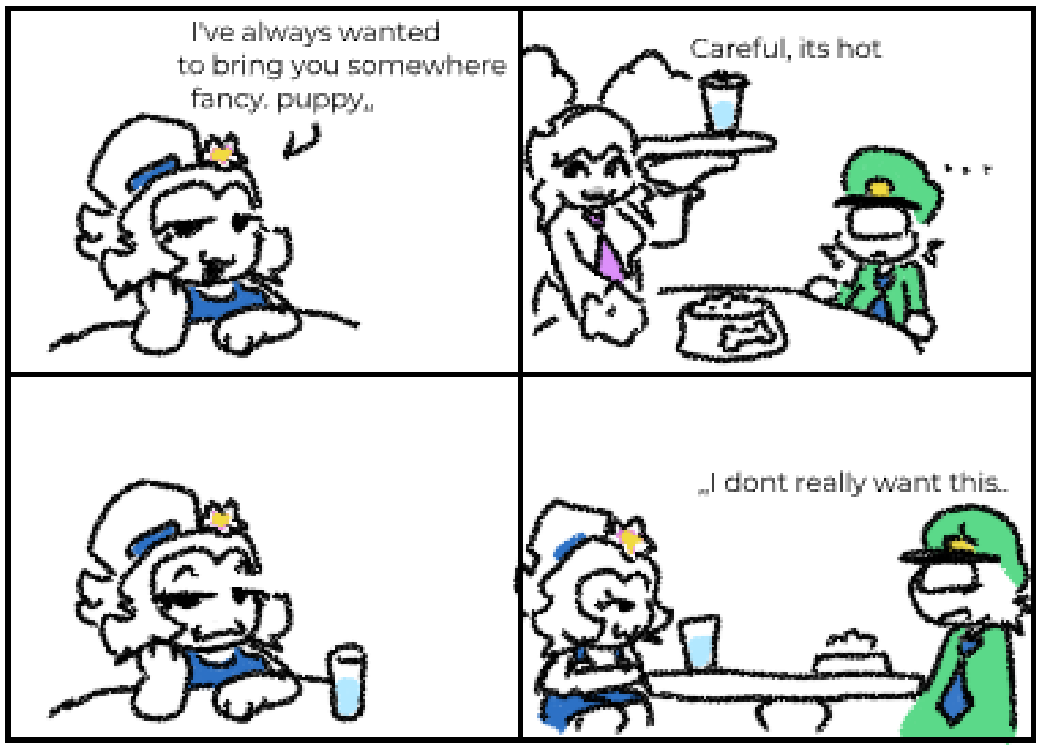 I've always wanted
to bring you somewhere
fancy. puppy,,
Careful, its hot
...
,,I dont really want this..